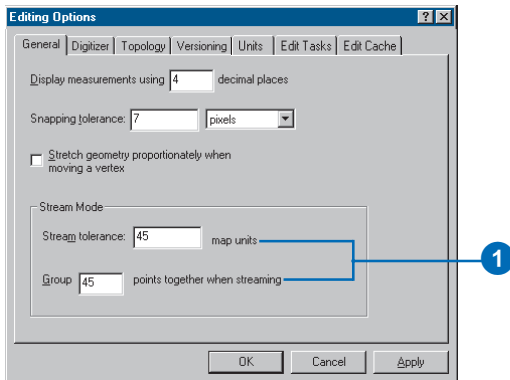 Editing Options
General Digitizer Topology Versioning Units Edit Tasks Edit Cache
Display measurements using 4 decimal places
Snapping tolerance: 7 pixels
Stretch geometry proportionately when
moving a vertex
Stream Mode
Stream tolerance: 45 map units
1
Group 45 points together when streaming
OK Cancel Apply